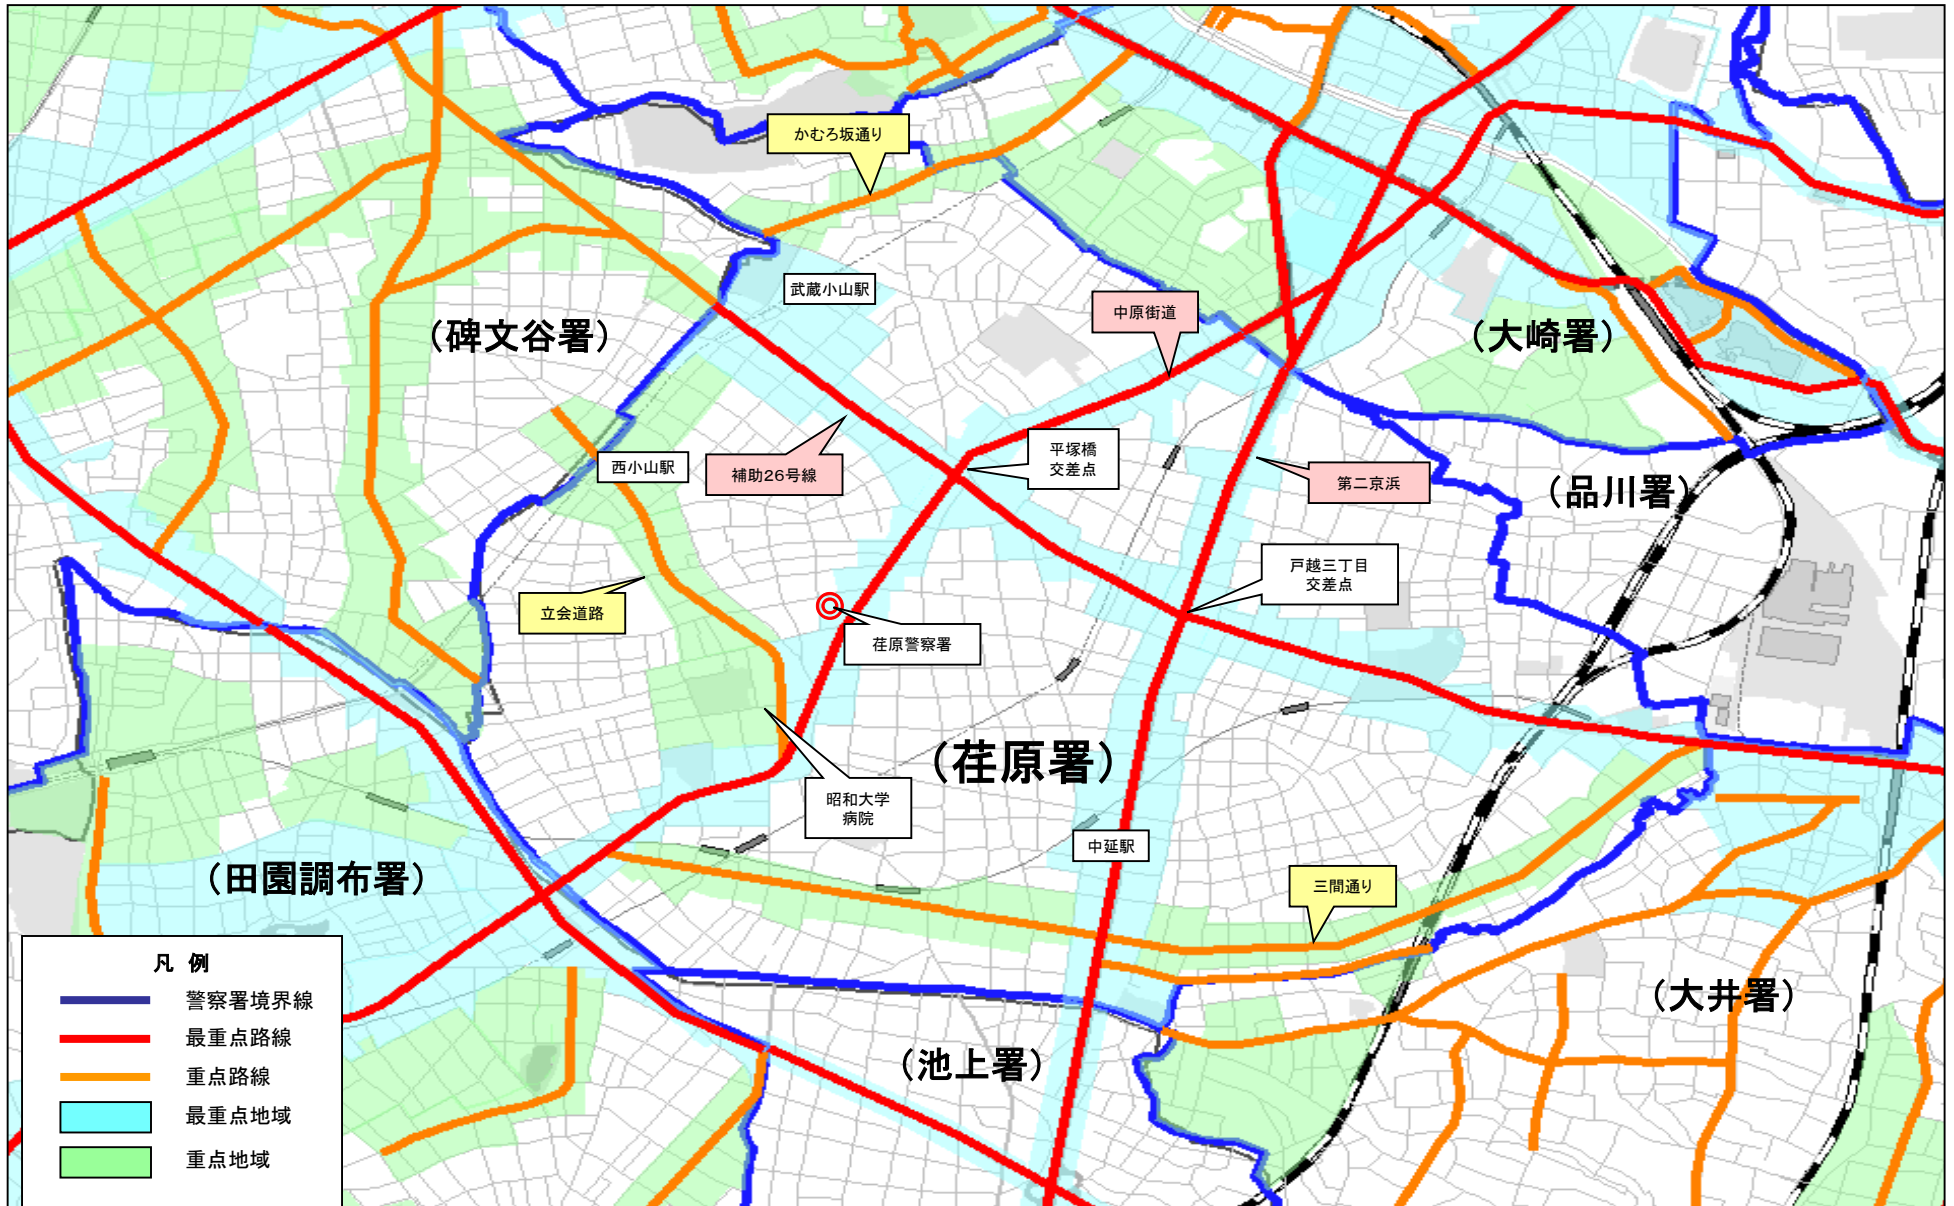 かむろ坂通り
武蔵小山駅
中原街道
（碑文谷署）
（大崎署）
平塚橋
交差点
西小山駅
補助26号線
第二京浜
（品川署）
戸越三丁目
交差点
立会道路
荏原警察署
（荏原署）
昭和大学
病院
中延駅
（田園調布署）
三間通り
凡 例
警察署境界線
最重点路線
重点路線
最重点地域
重点地域
（大井署）
（池上署）